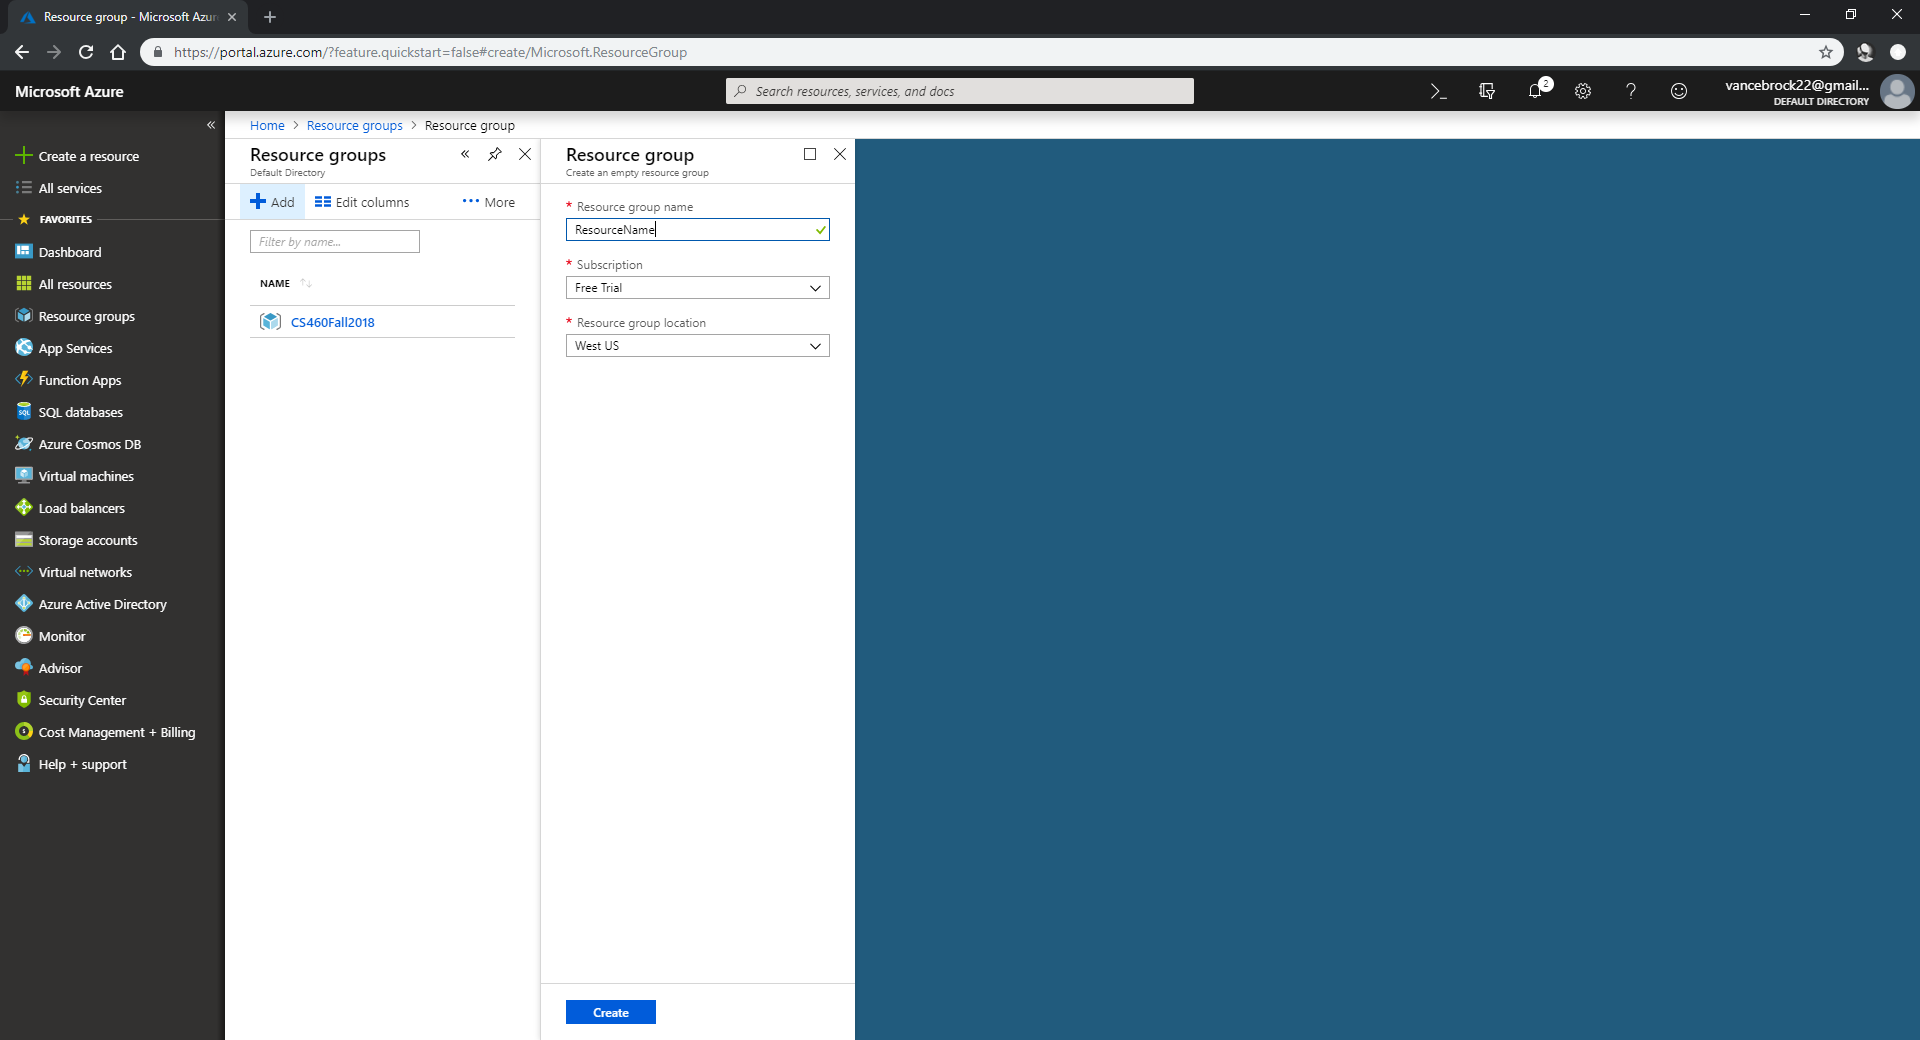 Resource group - Microsoft Azur
https://portal.azure.com/?feature.quickstart=false#create/Microsoft.ResourceGroup
Microsoft Azure
Search resources, services, and docs
2
vancebrock22@gmail...
DEFAULT DIRECTORY
Home > Resource groups > Resource group
Create a resource
All services
FAVORITES
Dashboard
All resources
Resource groups
App Services
Function Apps
SQL databases
Azure Cosmos DB
Virtual machines
Load balancers
Storage accounts
Virtual networks
Azure Active Directory
Monitor
Advisor
Security Center
Cost Management + Billing
Help + support
Resource groups
Default Directory
Add
Edit columns
More
Filter by name...
NAME
CS460Fall2018
Resource group
Create an empty resource group
* Resource group name
ResourceName
* Subscription
Free Trial
* Resource group location
West US
Create